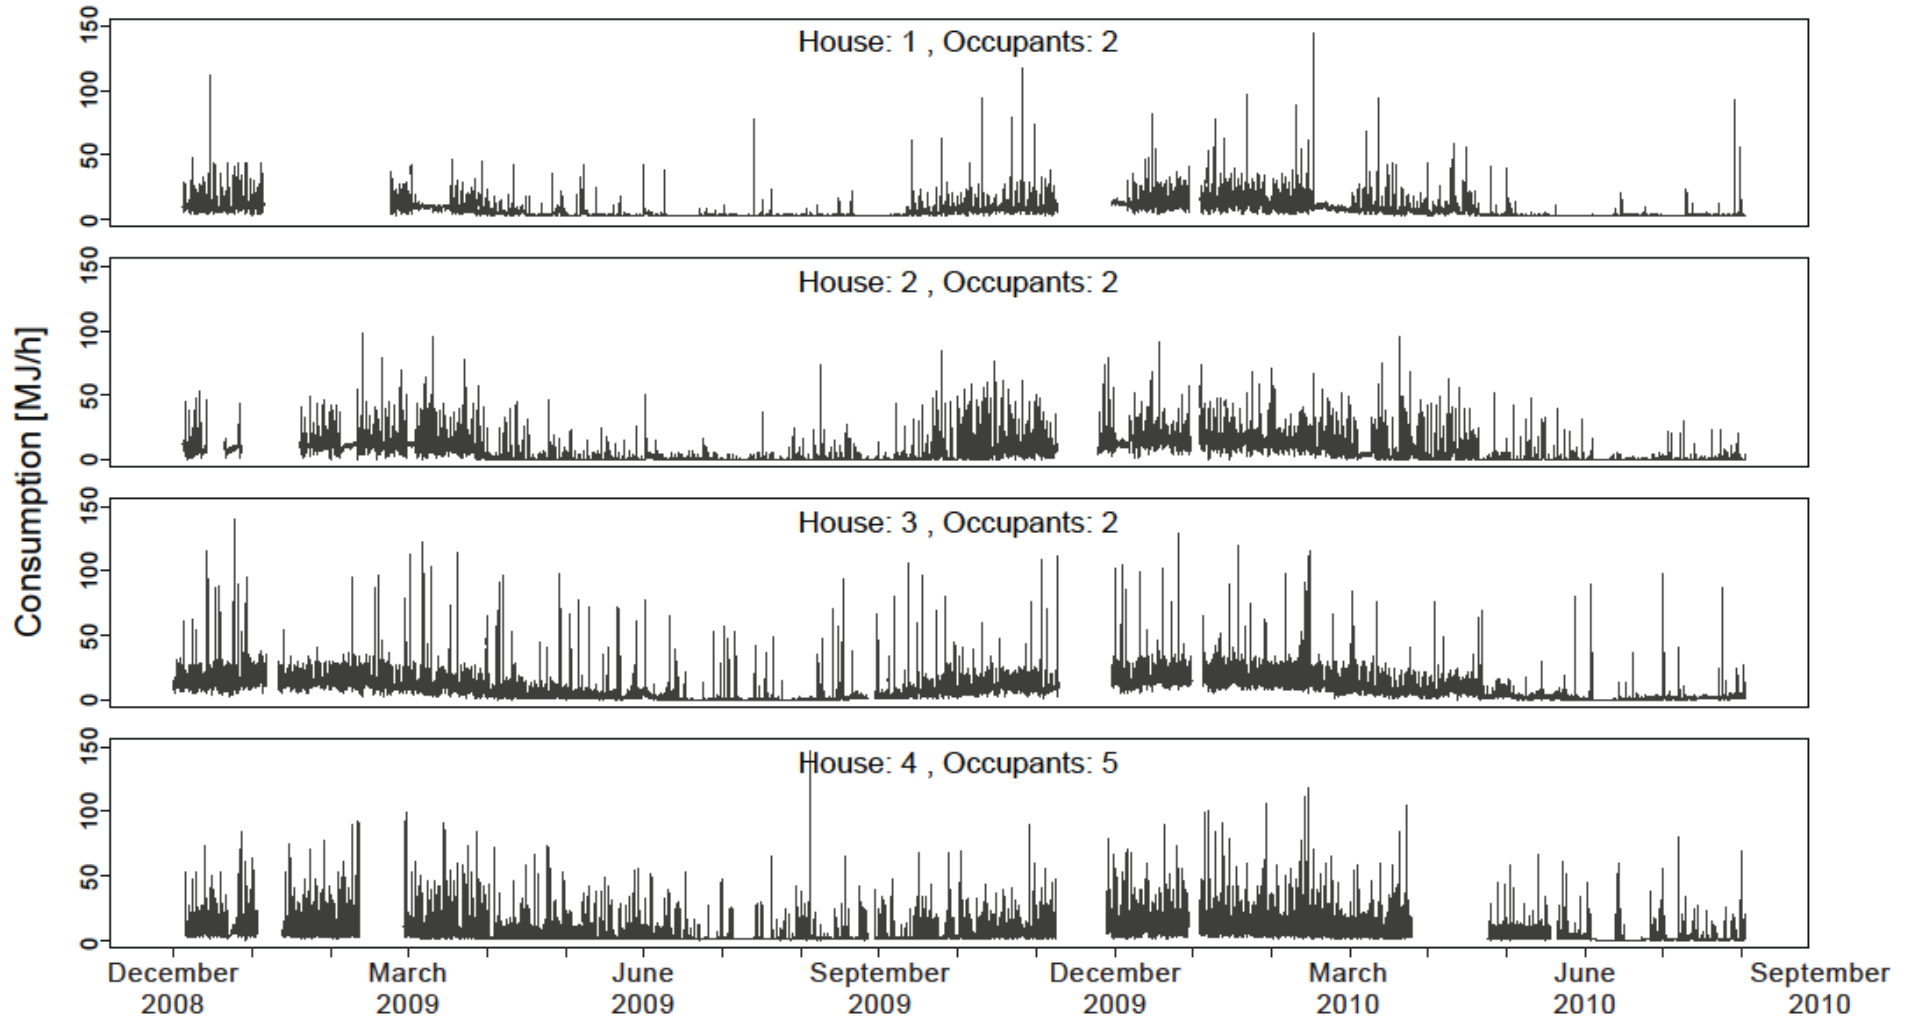 Consumption [MJ/h]
150
100
50
0
House: 1 , Occupants: 2
150
100
50
0
House: 2 , Occupants: 2
150
100
50
0
House: 3 , Occupants: 2
150
100
50
0
House: 4 , Occupants: 5
December March June September December March June September
2008 2009 2009 2009 2009 2010 2010 2010